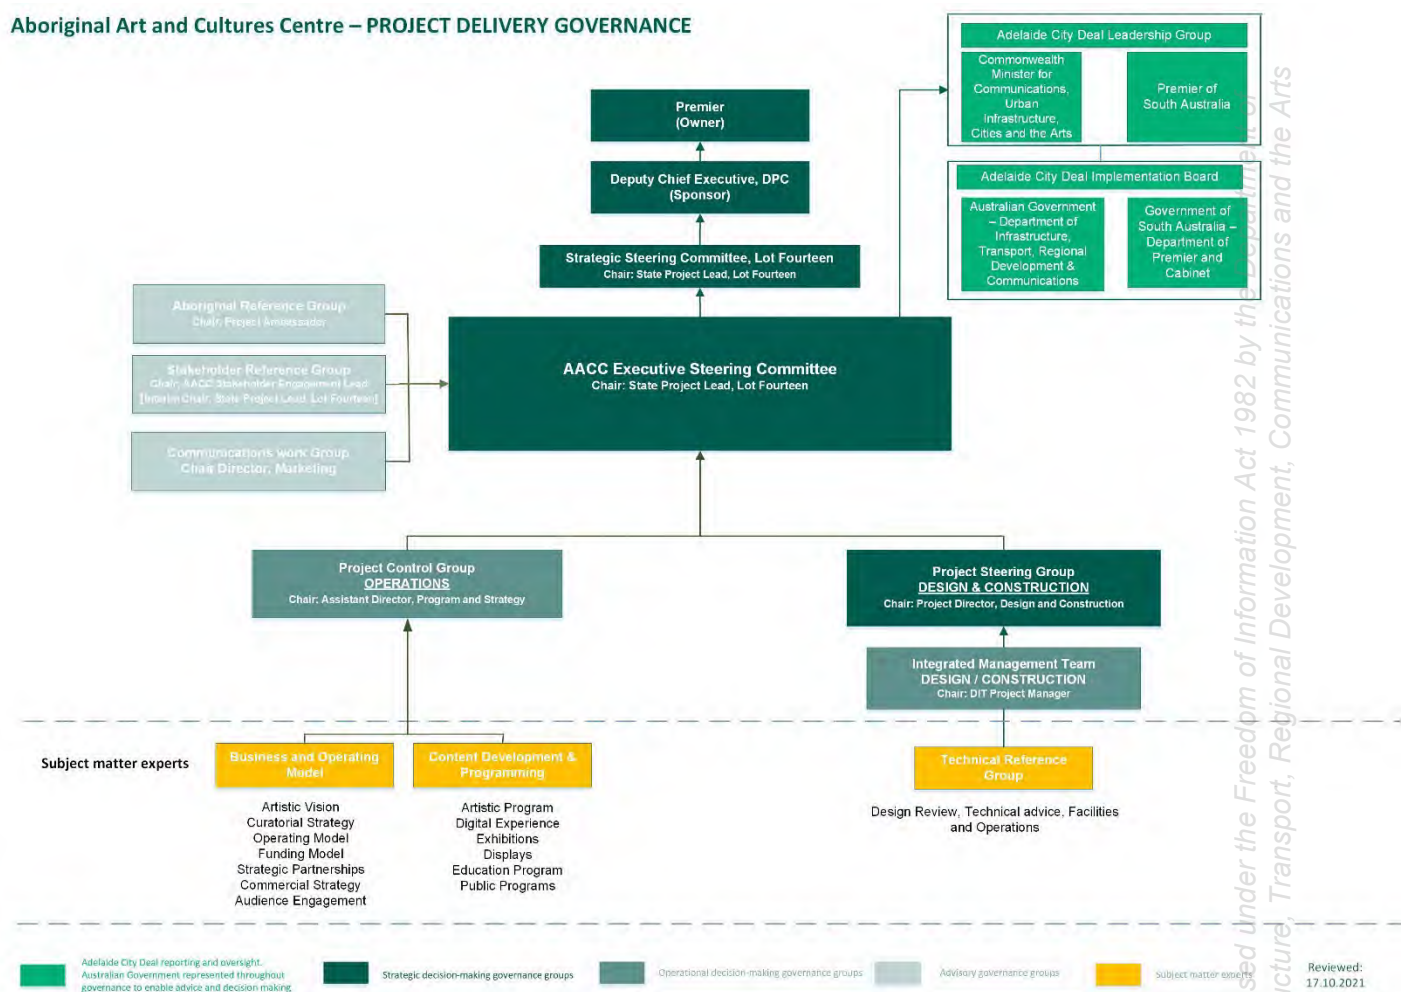 Aboriginal Art and Cultures Centre – PROJECT DELIVERY GOVERNANCE
Adelaide City Deal Leadership Group
Commonwealth
Minister for
Communications,
Urban
Infrastructure,
Cities and the Arts
Premier of
South Australia
Adelaide City Deal Implementation Board
Australian Government
– Department of
Infrastructure,
Transport, Regional
Development &
Communications
Government of
South Australia –
Department of
Premier and
Cabinet
Premier
(Owner)
Deputy Chief Executive, DPC
(Sponsor)
Strategic Steering Committee, Lot Fourteen
Chair: State Project Lead, Lot Fourteen
Aboriginal Reference Group
Chair: Project Ambassador
Stakeholder Reference Group
Chair: AACC Stakeholder Engagement Lead
[Interim Chair: State Project Lead, Lot Fourteen]
Communications work Group
Chair Director, Marketing
AACC Executive Steering Committee
Chair: State Project Lead, Lot Fourteen
Project Control Group
OPERATIONS
Chair: Assistant Director, Program and Strategy
Project Steering Group
DESIGN & CONSTRUCTION
Chair: Project Director, Design and Construction
Integrated Management Team
DESIGN / CONSTRUCTION
Chair: DIT Project Manager
Subject matter experts
Business and Operating
Model
Artistic Vision
Curatorial Strategy
Operating Model
Funding Model
Strategic Partnerships
Commercial Strategy
Audience Engagement
Content Development &
Programming
Artistic Program
Digital Experience
Exhibitions
Displays
Education Program
Public Programs
Technical Reference
Group
Design Review, Technical advice, Facilities
and Operations
Adelaide City Deal reporting and oversight.
Australian Government represented throughout
governance to enable advice and decision making
Strategic decision-making governance groups
Operational decision-making governance groups
Advisory governance groups
Subject matter experts
Reviewed:
17.10.2021
sed under the Freedom of Information Act 1982 by the Department of
ucture, Transport, Regional Development, Communications and the Arts